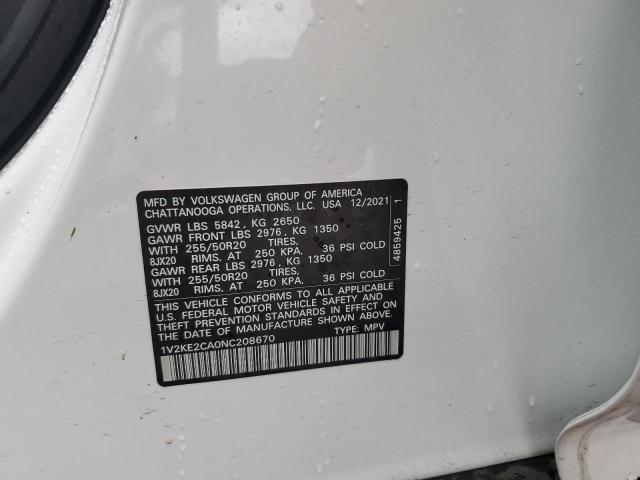 MFD BY VOLKSWAGEN GROUP OF AMERICA
CHATTANOOGA OPERATIONS, LLC. USA 12/2021
GVWR LBS 5842, KG 2650
GAWR FRONT LBS 2976, KG 1350
WITH 255/50R20 TIRES,
8JX20 RIMS. AT 250 KPA, 36 PSI COLD
GAWR REAR LBS 2976, KG 1350
WITH 255/50R20 TIRES,
8JX20 RIMS. AT 250 KPA, 36 PSI COLD
THIS VEHICLE CONFORMS TO ALL APPLICABLE
U.S. FEDERAL MOTOR VEHICLE SAFETY AND
THEFT PREVENTION STANDARDS IN EFFECT ON
THE DATE OF MANUFACTURE SHOWN ABOVE.
1V2KE2CA0NC208670 TYPE: MPV
4859425 1